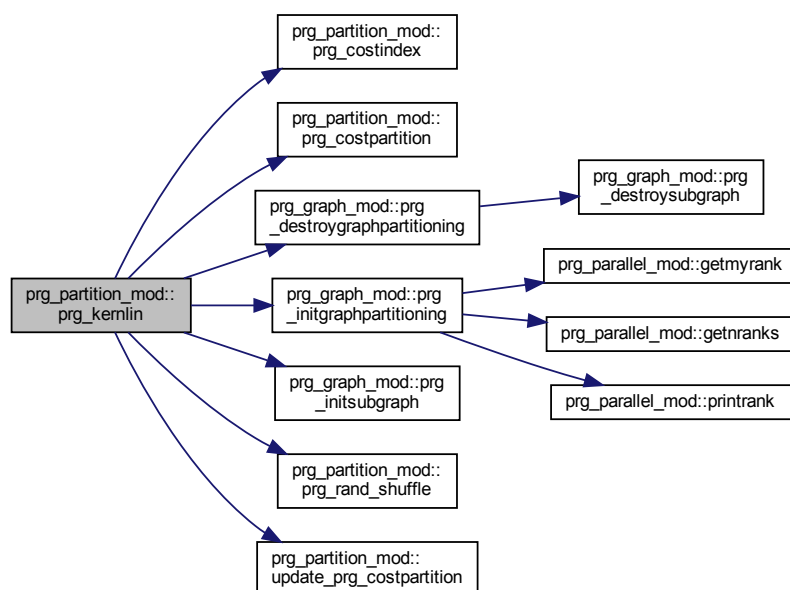 prg_partition_mod::
prg_costindex
prg_partition_mod::
prg_costpartition
prg_graph_mod::prg
_destroygraphpartitioning
prg_graph_mod::prg
_destroysubgraph
prg_partition_mod::
prg_kernlin
prg_graph_mod::prg
_initgraphpartitioning
prg_parallel_mod::getmyrank
prg_parallel_mod::getnranks
prg_parallel_mod::printrank
prg_graph_mod::prg
_initsubgraph
prg_partition_mod::
prg_rand_shuffle
prg_partition_mod::
update_prg_costpartition